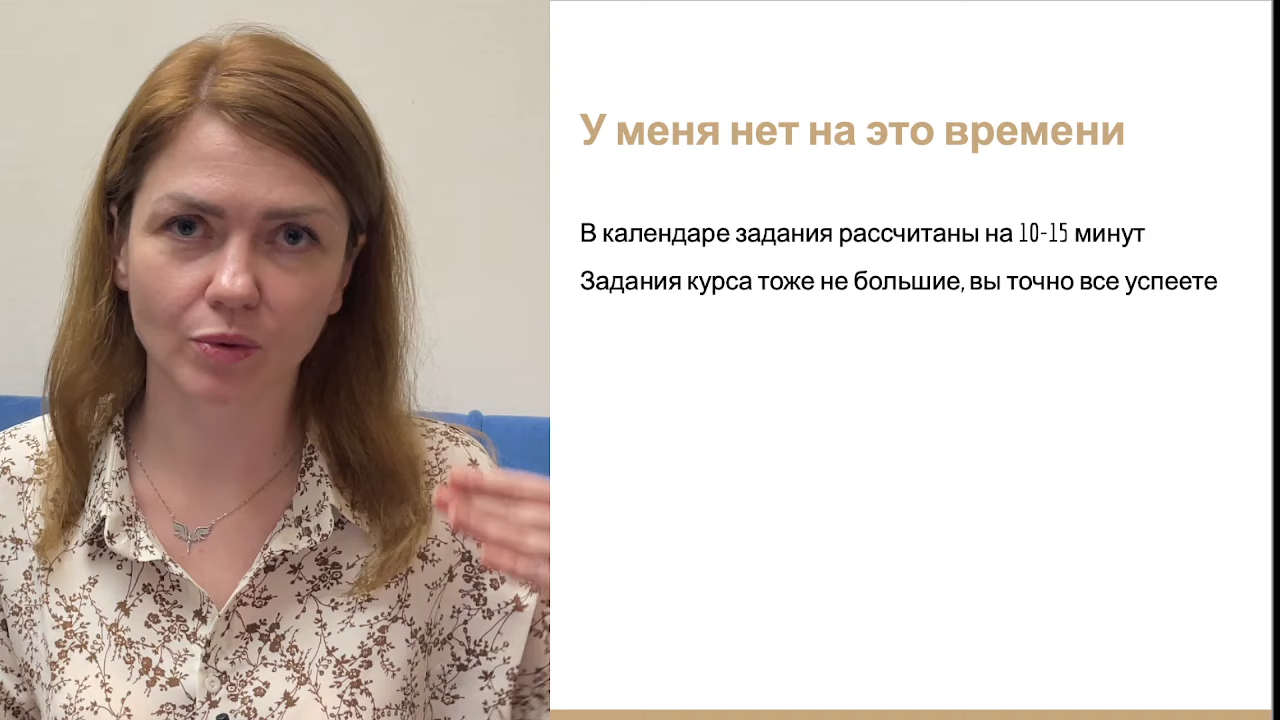 У меня нет на это времени
В календаре задания рассчитаны на 10-15 минут
Задания курса тоже не большие, вы точно все успеете